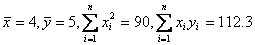 x̄ = 4, ȳ = 5, ∑_{i=1}^{n} x_i^2 = 90, ∑_{i=1}^{n} x_i y_i = 112.3